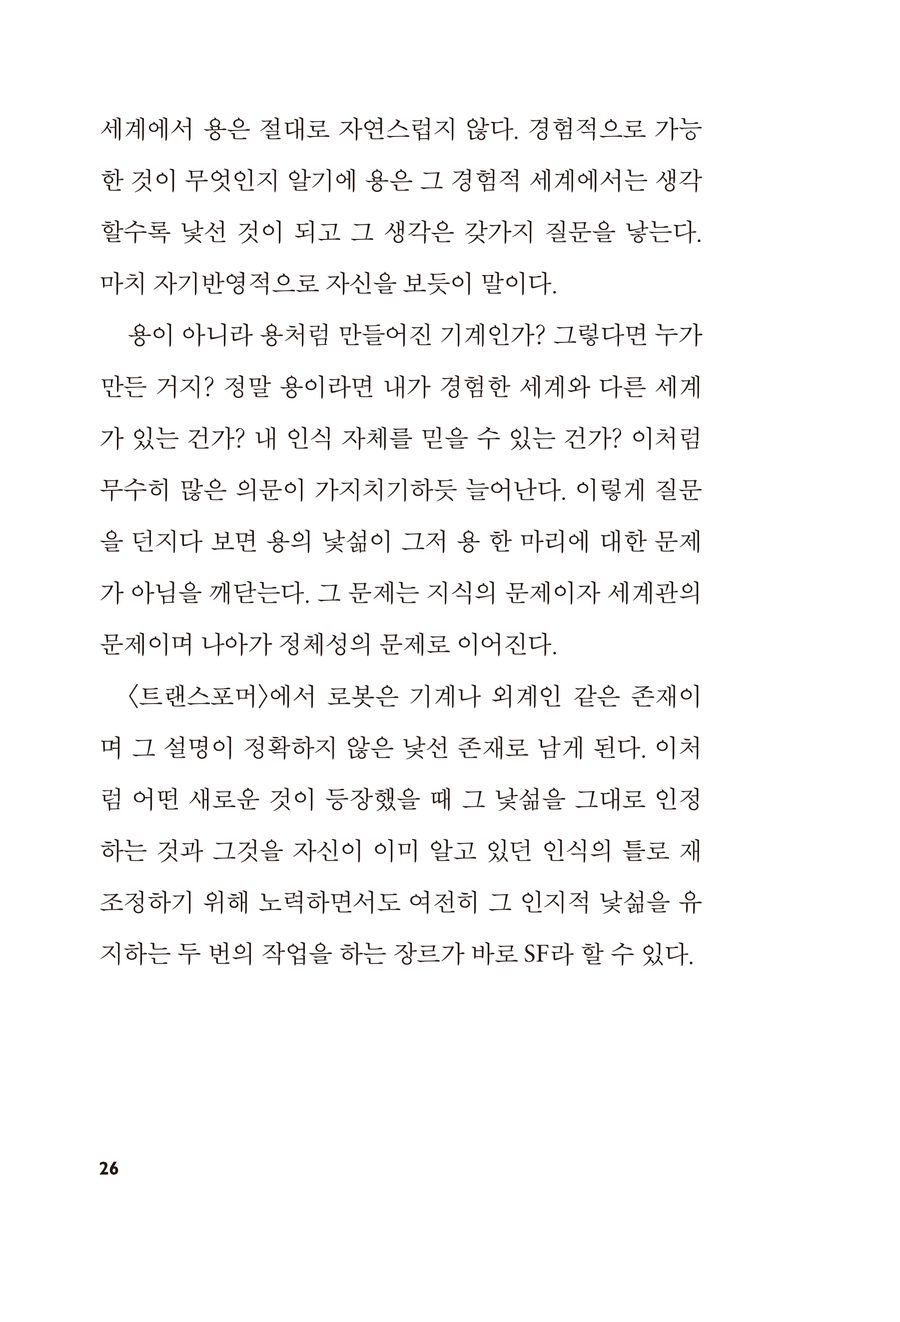 세계에서 용은 절대로 자연스럽지 않다. 경험적으로 가능
한 것이 무엇인지 알기에 용은 그 경험적 세계에서는 생각
할수록 낯선 것이 되고 그 생각은 갖가지 질문을 낳는다.
마치 자기반영적으로 자신을 보듯이 말이다.
용이 아니라 용처럼 만들어진 기계인가? 그렇다면 누가
만든 거지? 정말 용이라면 내가 경험한 세계와 다른 세계
가 있는 건가? 내 인식 자체를 믿을 수 있는 건가? 이처럼
무수히 많은 의문이 가지치기하듯 늘어난다. 이렇게 질문
을 던지다 보면 용의 낯섦이 그저 용 한 마리에 대한 문제
가 아님을 깨닫는다. 그 문제는 지식의 문제이자 세계관의
문제이며 나아가 정체성의 문제로 이어진다.
〈트랜스포머〉에서 로봇은 기계나 외계인 같은 존재이
며 그 설명이 정확하지 않은 낯선 존재로 남게 된다. 이처
럼 어떤 새로운 것이 등장했을 때 그 낯섦을 그대로 인정
하는 것과 그것을 자신이 이미 알고 있던 인식의 틀로 재
조정하기 위해 노력하면서도 여전히 그 인지적 낯섦을 유
지하는 두 번의 작업을 하는 장르가 바로 SF라 할 수 있다.
26